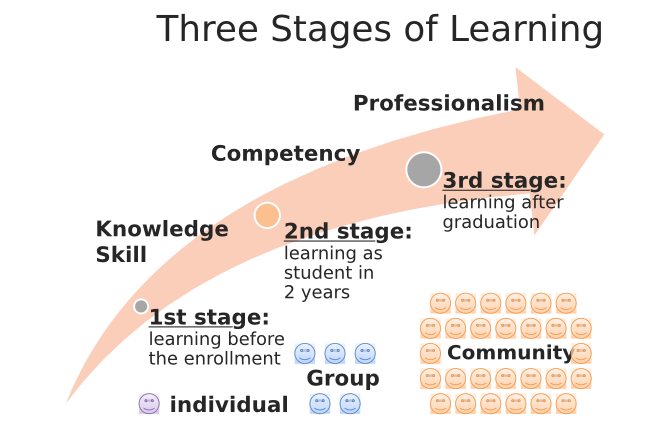 Three Stages of Learning
Professionalism
Competency
3rd stage:
learning after
graduation
Knowledge
Skill
2nd stage:
learning as
student in
2 years
1st stage:
learning before
the enrollment
Community
Group
individual